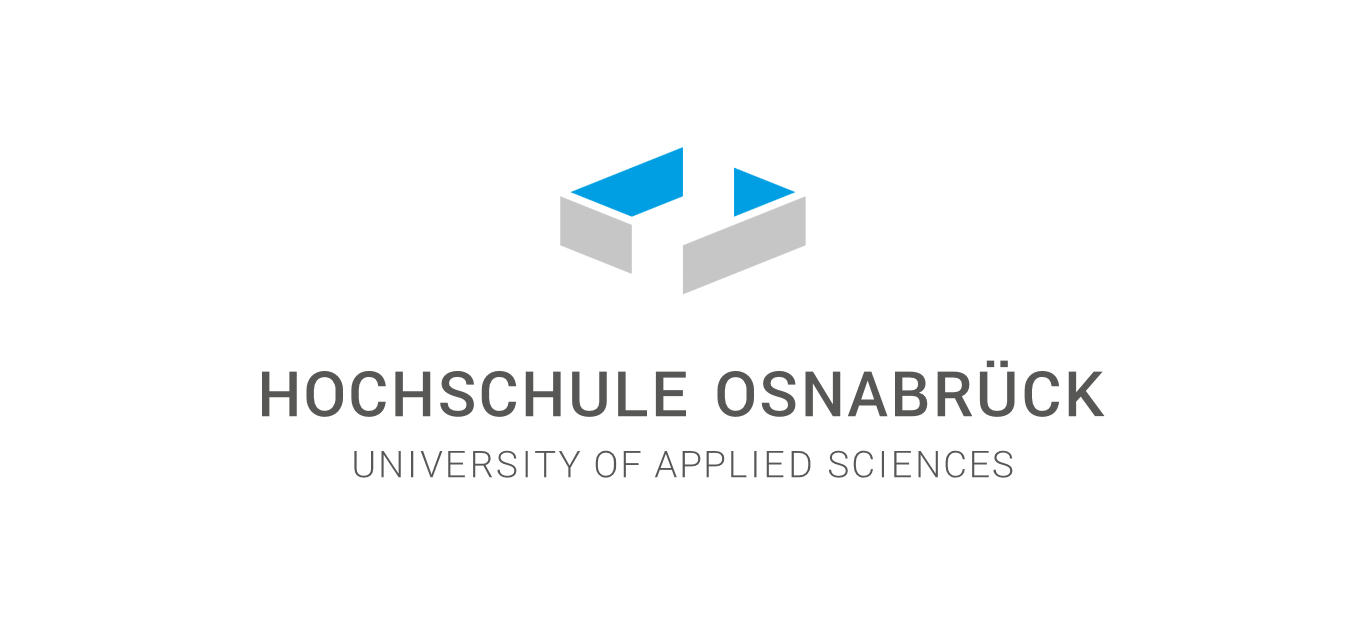 HOCHSCHULE OSNABRÜCK
UNIVERSITY OF APPLIED SCIENCES